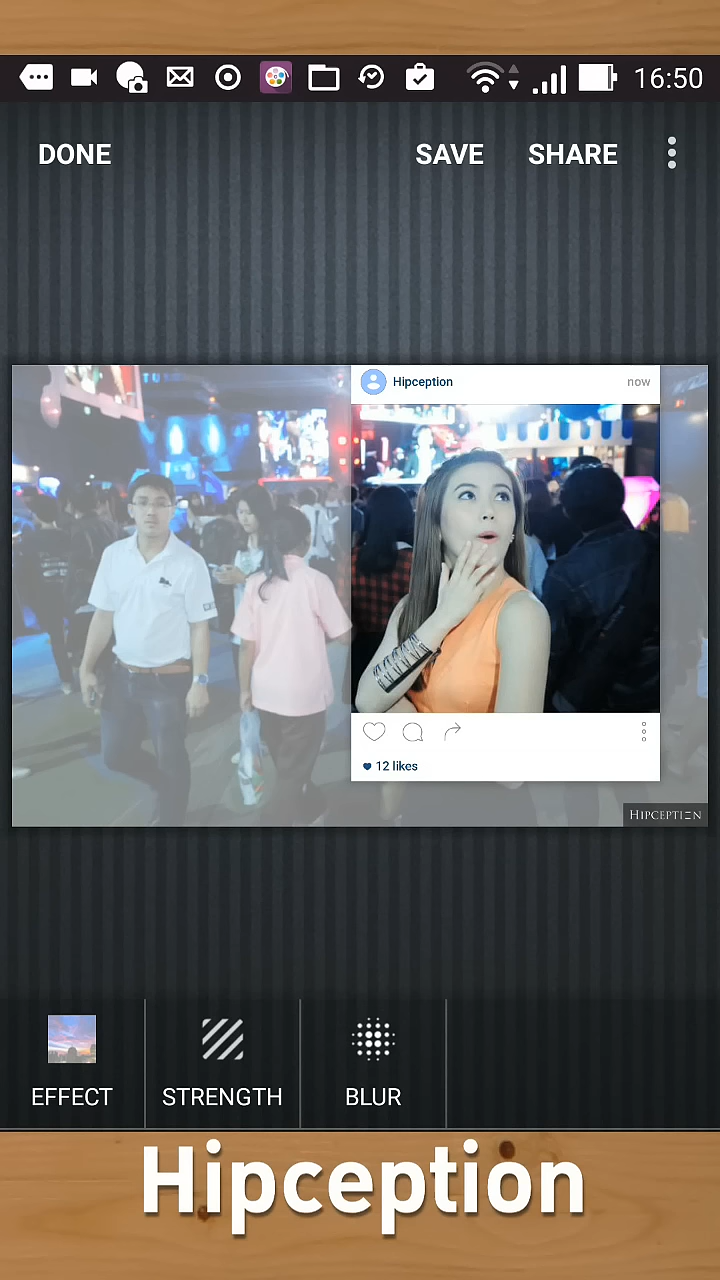 16:50
DONE SAVE SHARE
Hipception now
12 likes
HIPCEPTION
EFFECT STRENGTH BLUR
Hipception